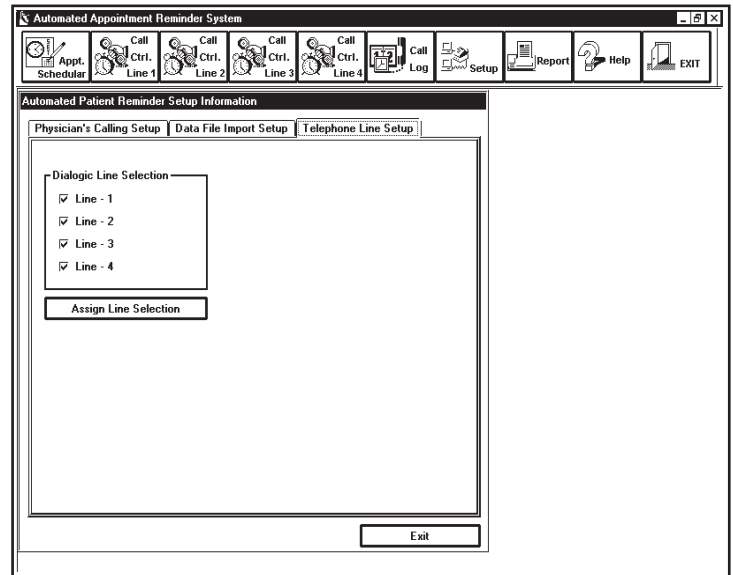 Automated Appointment Reminder System
Appt. Schedular
Call Ctrl. Line 1
Call Ctrl. Line 2
Call Ctrl. Line 3
Call Ctrl. Line 4
Call Log
Setup
Report
Help
EXIT
Automated Patient Reminder Setup Information
Physician's Calling Setup
Data File Import Setup
Telephone Line Setup
Dialogic Line Selection
Line - 1
Line - 2
Line - 3
Line - 4
Assign Line Selection
Exit